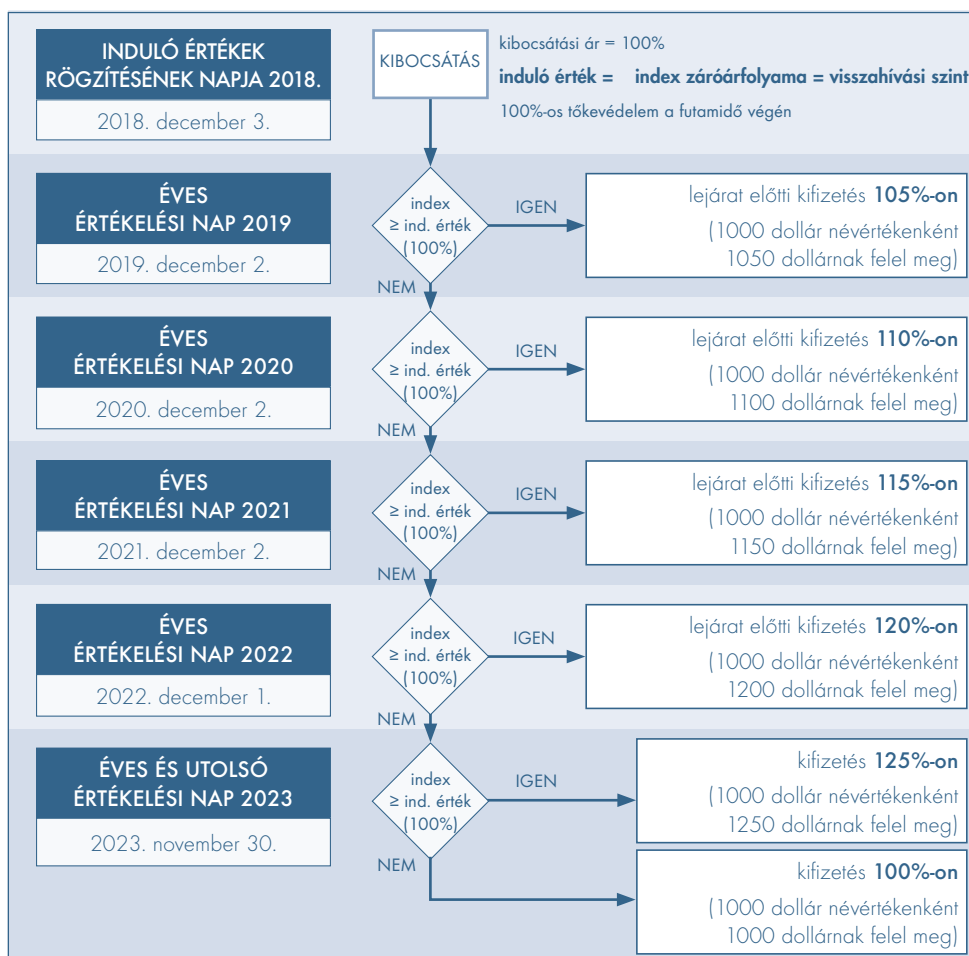 INDULÓ ÉRTÉKEK
RÖGZÍTÉSÉNEK NAPJA 2018.
2018. december 3.
KIBOCSÁTÁS
kibocsátási ár = 100%
induló érték = index záróárfolyama = visszahívási szint
100%-os tőkevédelem a futamidő végén
ÉVES
ÉRTÉKELÉSI NAP 2019
2019. december 2.
index
≥ ind. érték
(100%)
IGEN
lejárat előtti kifizetés 105%-on
(1000 dollár névértékenként
1050 dollárnak felel meg)
NEM
ÉVES
ÉRTÉKELÉSI NAP 2020
2020. december 2.
index
≥ ind. érték
(100%)
IGEN
lejárat előtti kifizetés 110%-on
(1000 dollár névértékenként
1100 dollárnak felel meg)
NEM
ÉVES
ÉRTÉKELÉSI NAP 2021
2021. december 2.
index
≥ ind. érték
(100%)
IGEN
lejárat előtti kifizetés 115%-on
(1000 dollár névértékenként
1150 dollárnak felel meg)
NEM
ÉVES
ÉRTÉKELÉSI NAP 2022
2022. december 1.
index
≥ ind. érték
(100%)
IGEN
lejárat előtti kifizetés 120%-on
(1000 dollár névértékenként
1200 dollárnak felel meg)
NEM
ÉVES ÉS UTOLSÓ
ÉRTÉKELÉSI NAP 2023
2023. november 30.
index
≥ ind. érték
(100%)
IGEN
kifizetés 125%-on
(1000 dollár névértékenként
1250 dollárnak felel meg)
NEM
kifizetés 100%-on
(1000 dollár névértékenként
1000 dollárnak felel meg)